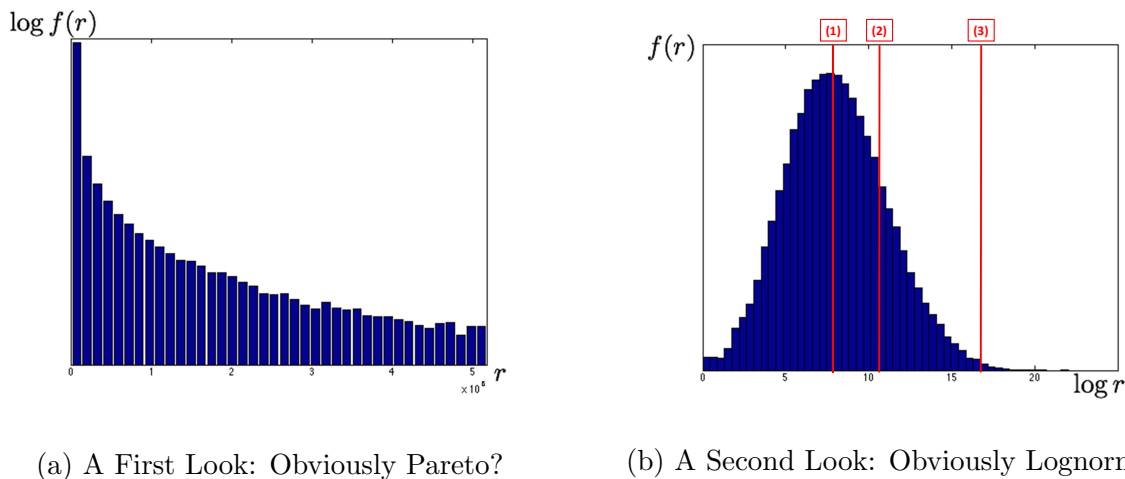 log f(r)
0 1 2 3 4 5 r
× 10⁵
(a) A First Look: Obviously Pareto?
(1) (2) (3)
f(r)
0 5 10 15 20
log r
(b) A Second Look: Obviously Lognorm